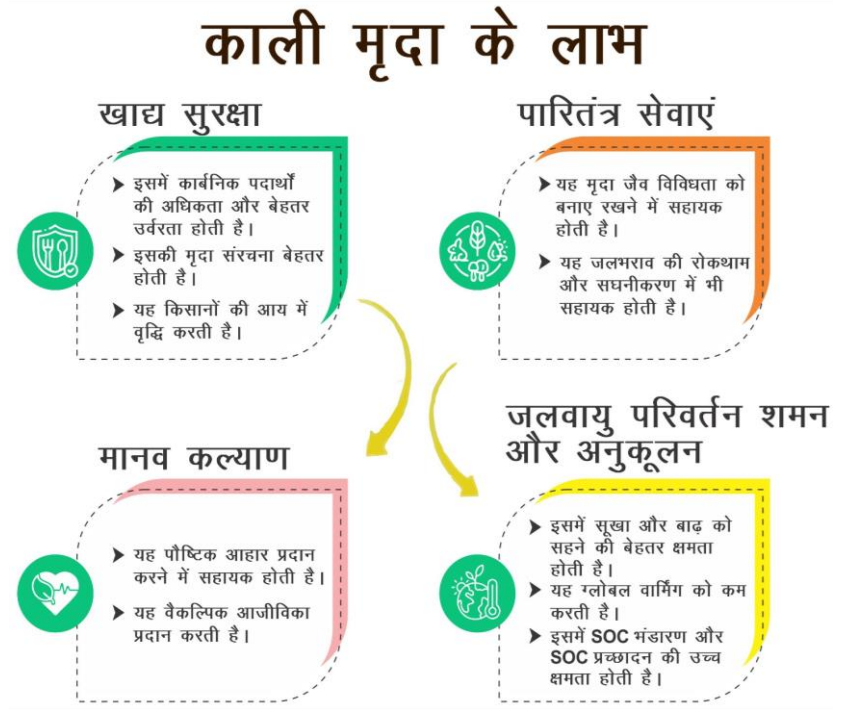 काली मृदा के लाभ
खाद्य सुरक्षा
➤ इसमें कार्बनिक पदार्थों
की अधिकता और बेहतर
उर्वरता होती है।
➤ इसकी मृदा संरचना बेहतर
होती है।
➤ यह किसानों की आय में
वृद्धि करती है।
पारितंत्र सेवाएं
➤ यह मृदा जैव विविधता को
बनाए रखने में सहायक
होती है।
➤ यह जलभराव की रोकथाम
और सघनीकरण में भी
सहायक होती है।
मानव कल्याण
➤ यह पौष्टिक आहार प्रदान
करने में सहायक होती है।
➤ यह वैकल्पिक आजीविका
प्रदान करती है।
जलवायु परिवर्तन शमन
और अनुकूलन
➤ इसमें सूखा और बाढ़ को
सहने की बेहतर क्षमता
होती है।
➤ यह ग्लोबल वार्मिंग को कम
करती है।
➤ इसमें SOC भंडारण और
SOC प्रच्छादन की उच्च
क्षमता होती है।